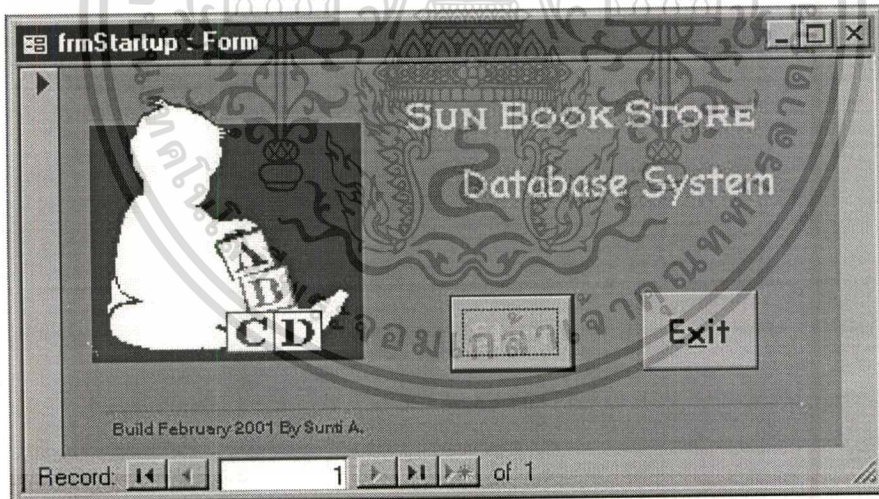 frmStartup : Form
SUN BOOK STORE
Database System
A
B
C D
Exit
Build February 2001 By Sunti A.
Record: 1 of 1